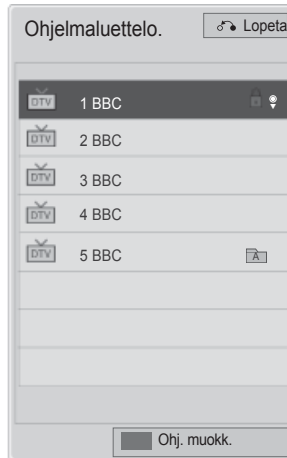 Ohjelmaluettelo.
Lopeta
DTV 1 BBC
DTV 2 BBC
DTV 3 BBC
DTV 4 BBC
DTV 5 BBC A
Ohj. muokk.